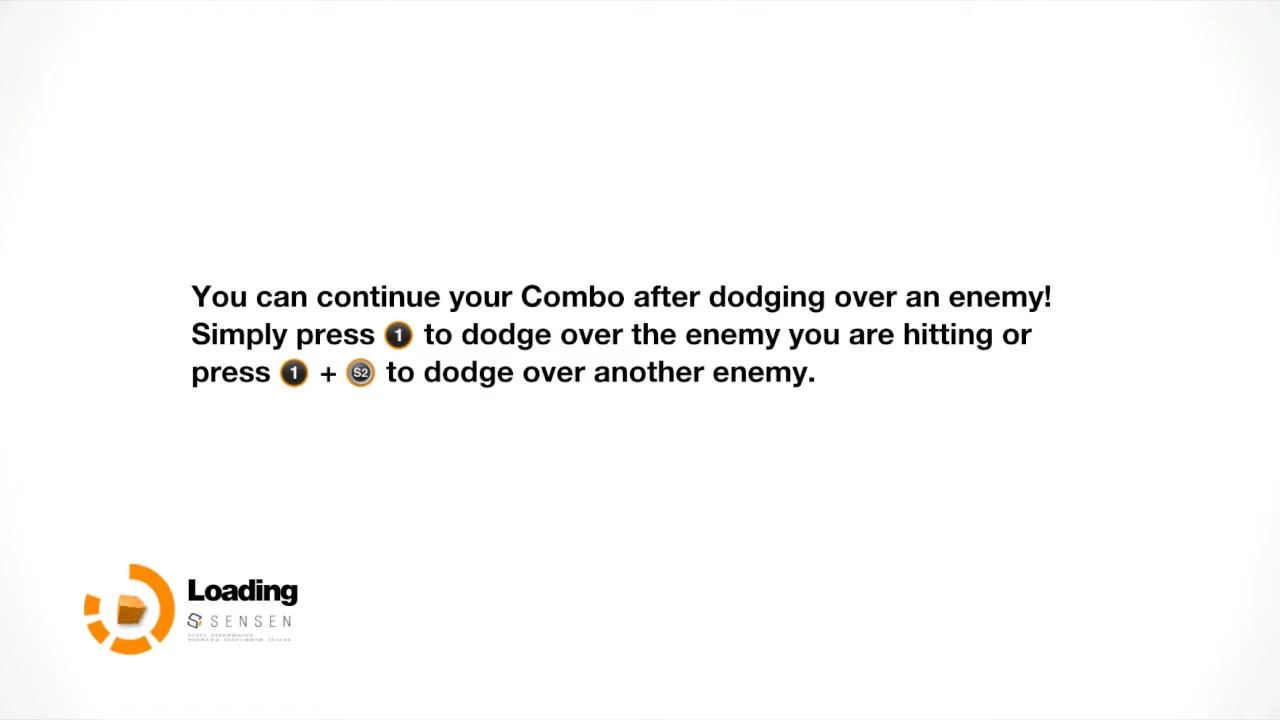 You can continue your Combo after dodging over an enemy!
Simply press 1 to dodge over the enemy you are hitting or
press 1 + S2 to dodge over another enemy.
Loading
SENSEN